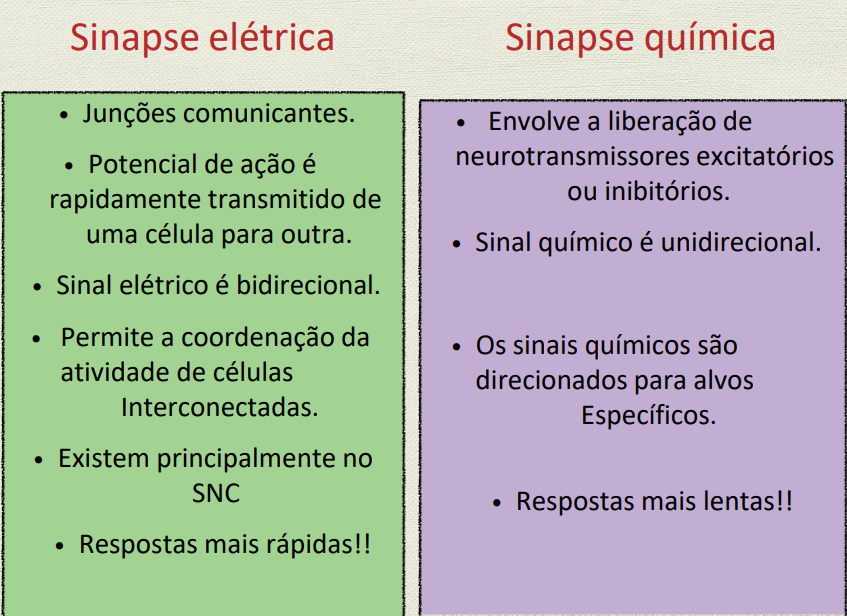 Sinapse elétrica
• Junções comunicantes.
• Potencial de ação é
rapidamente transmitido de
uma célula para outra.
• Sinal elétrico é bidirecional.
• Permite a coordenação da
atividade de células
Interconectadas.
• Existem principalmente no
SNC
• Respostas mais rápidas!!
Sinapse química
• Envolve a liberação de
neurotransmissores excitatórios
ou inibitórios.
• Sinal químico é unidirecional.
• Os sinais químicos são
direcionados para alvos
Específicos.
• Respostas mais lentas!!